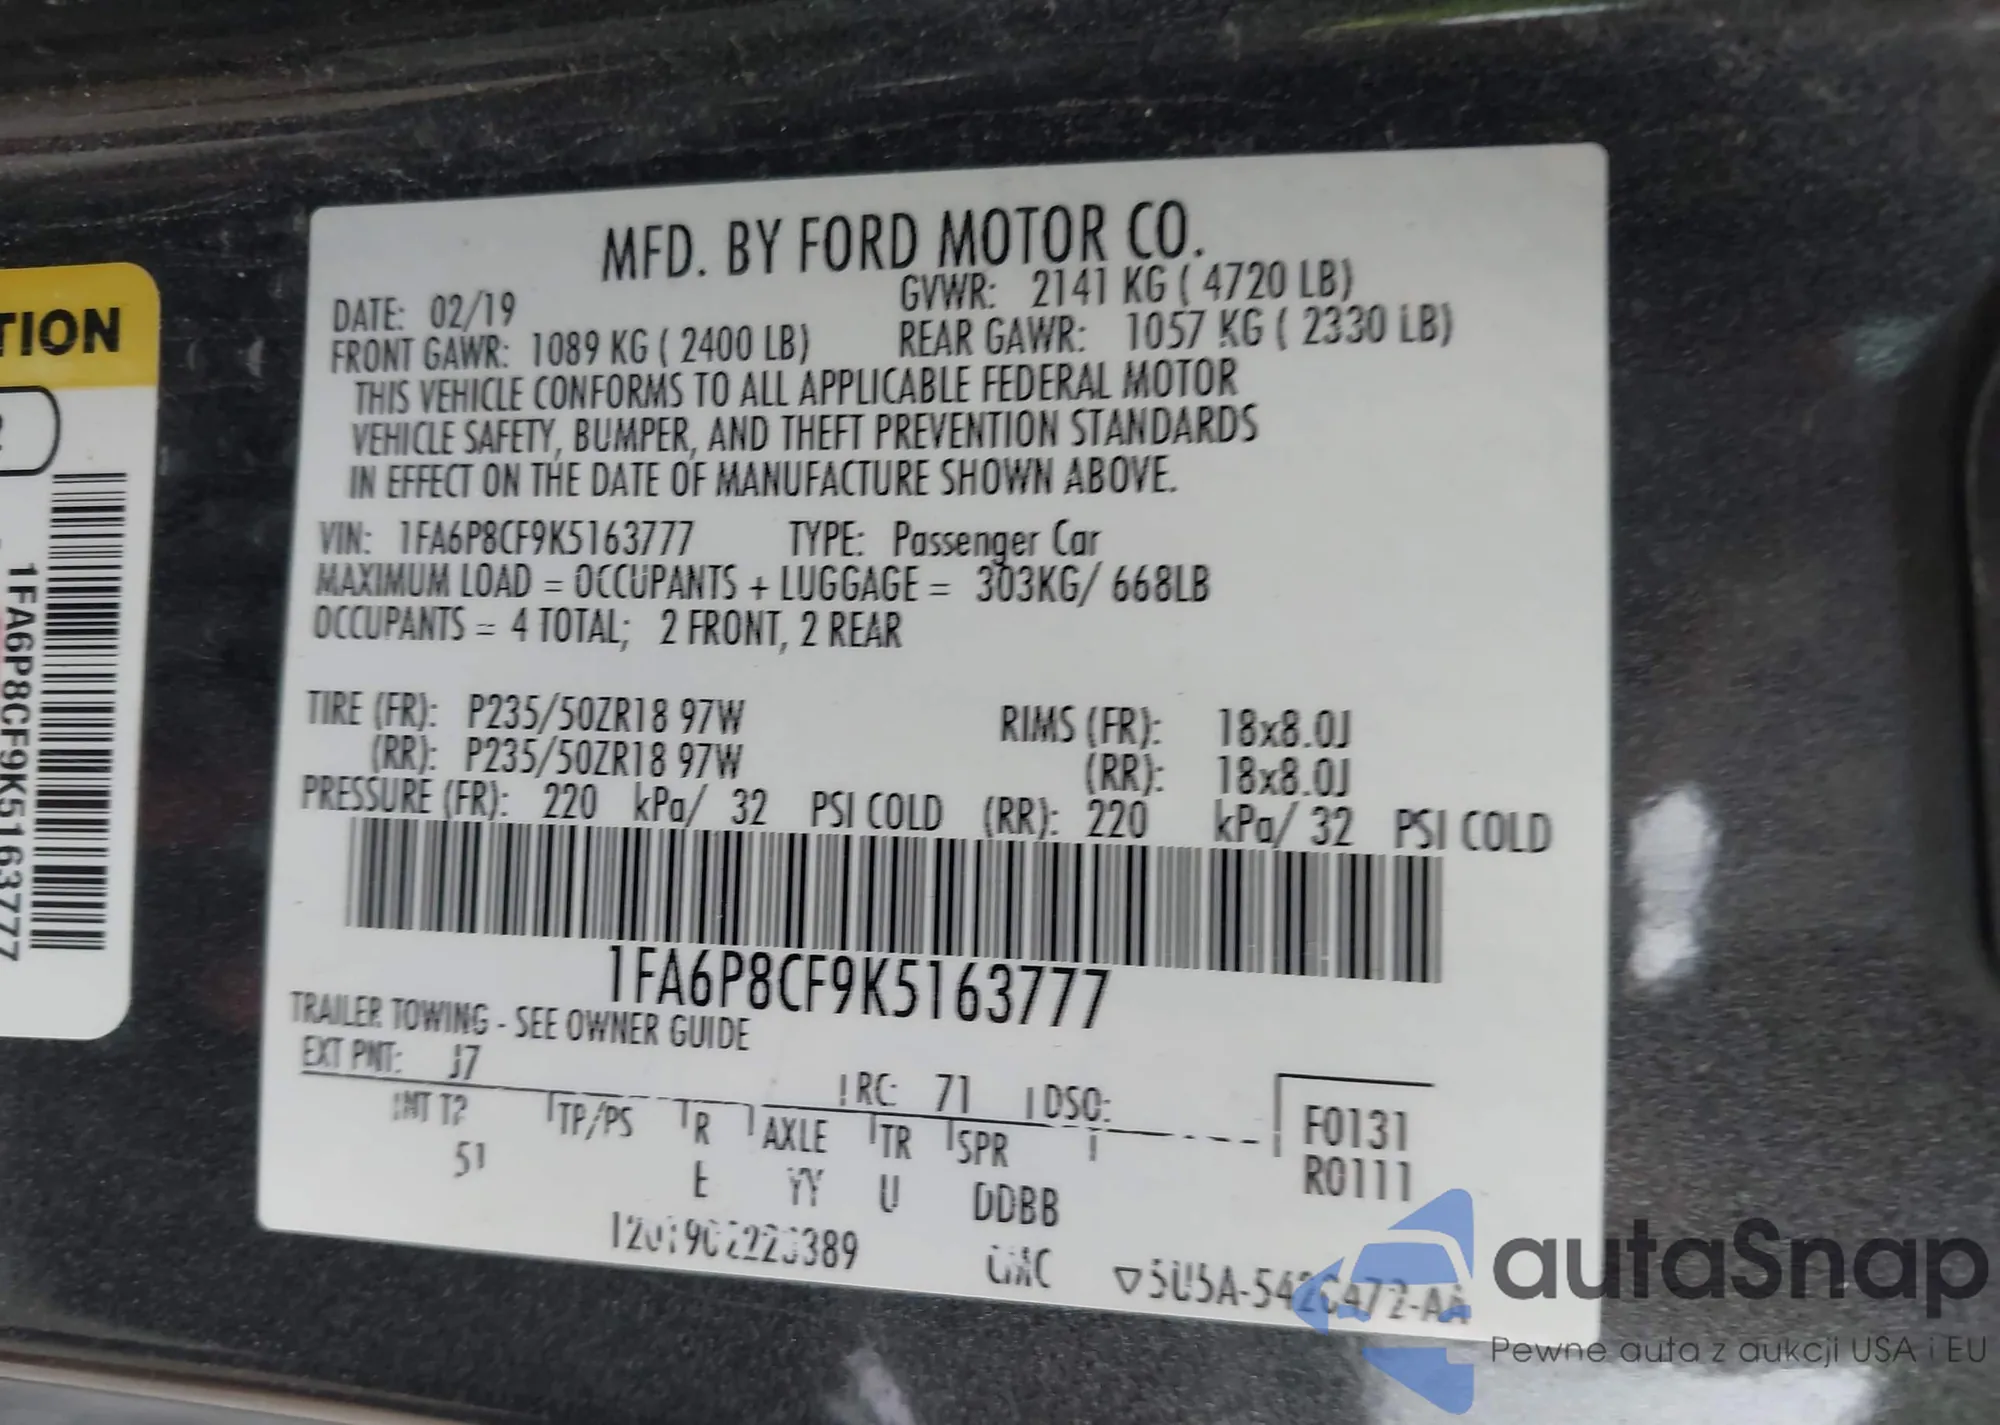 TION
1FA6P8CF9K5163777
MFD. BY FORD MOTOR CO.
DATE: 02/19 GVWR: 2141 KG ( 4720 LB)
FRONT GAWR: 1089 KG ( 2400 LB) REAR GAWR: 1057 KG ( 2330 LB)
THIS VEHICLE CONFORMS TO ALL APPLICABLE FEDERAL MOTOR
VEHICLE SAFETY, BUMPER, AND THEFT PREVENTION STANDARDS
IN EFFECT ON THE DATE OF MANUFACTURE SHOWN ABOVE.
VIN: 1FA6P8CF9K5163777 TYPE: Passenger Car
MAXIMUM LOAD = OCCUPANTS + LUGGAGE = 303KG/ 668LB
OCCUPANTS = 4 TOTAL; 2 FRONT, 2 REAR
TIRE (FR): P235/50ZR18 97W RIMS (FR): 18x8.0J
(RR): P235/50ZR18 97W (RR): 18x8.0J
PRESSURE (FR): 220 kPa/ 32 PSI COLD (RR): 220 kPa/ 32 PSI COLD
1FA6P8CF9K5163777
TRAILER TOWING - SEE OWNER GUIDE
EXT PNT: J7 RC: 71 DSO:
INT TP/PS R AXLE TR SPR F0131
51 E YY U DDBB R0111
autaSnap
Pewne auta z aukcji USA i EU